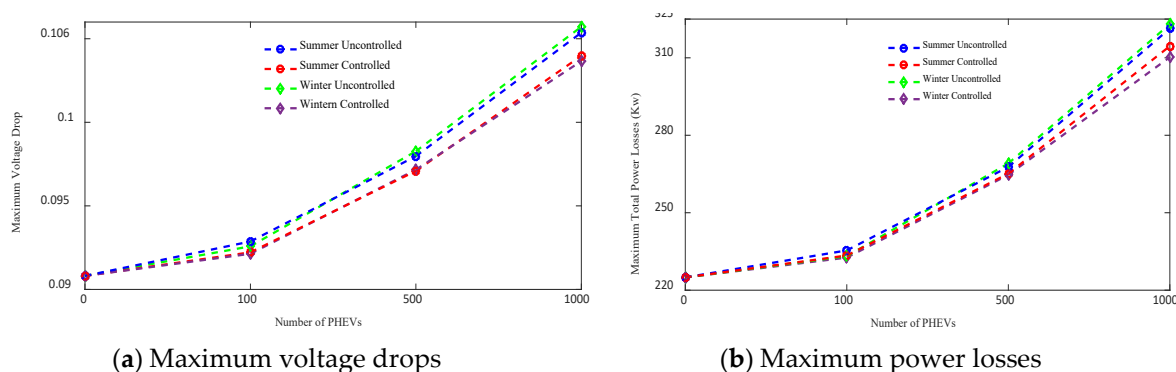 0.106
0.1
0.095
0.09
Maximum Voltage Drop
Summer Uncontrolled
Summer Controlled
Winter Uncontrolled
Wintern Controlled
0
100
500
1000
Number of PHEVs
(a) Maximum voltage drops
325
310
280
250
220
Maximum Total Power Losses (Kw)
Summer Uncontrolled
Summer Controlled
Winter Uncontrolled
Winter Controlled
0
100
500
1000
Number of PHEVs
(b) Maximum power losses